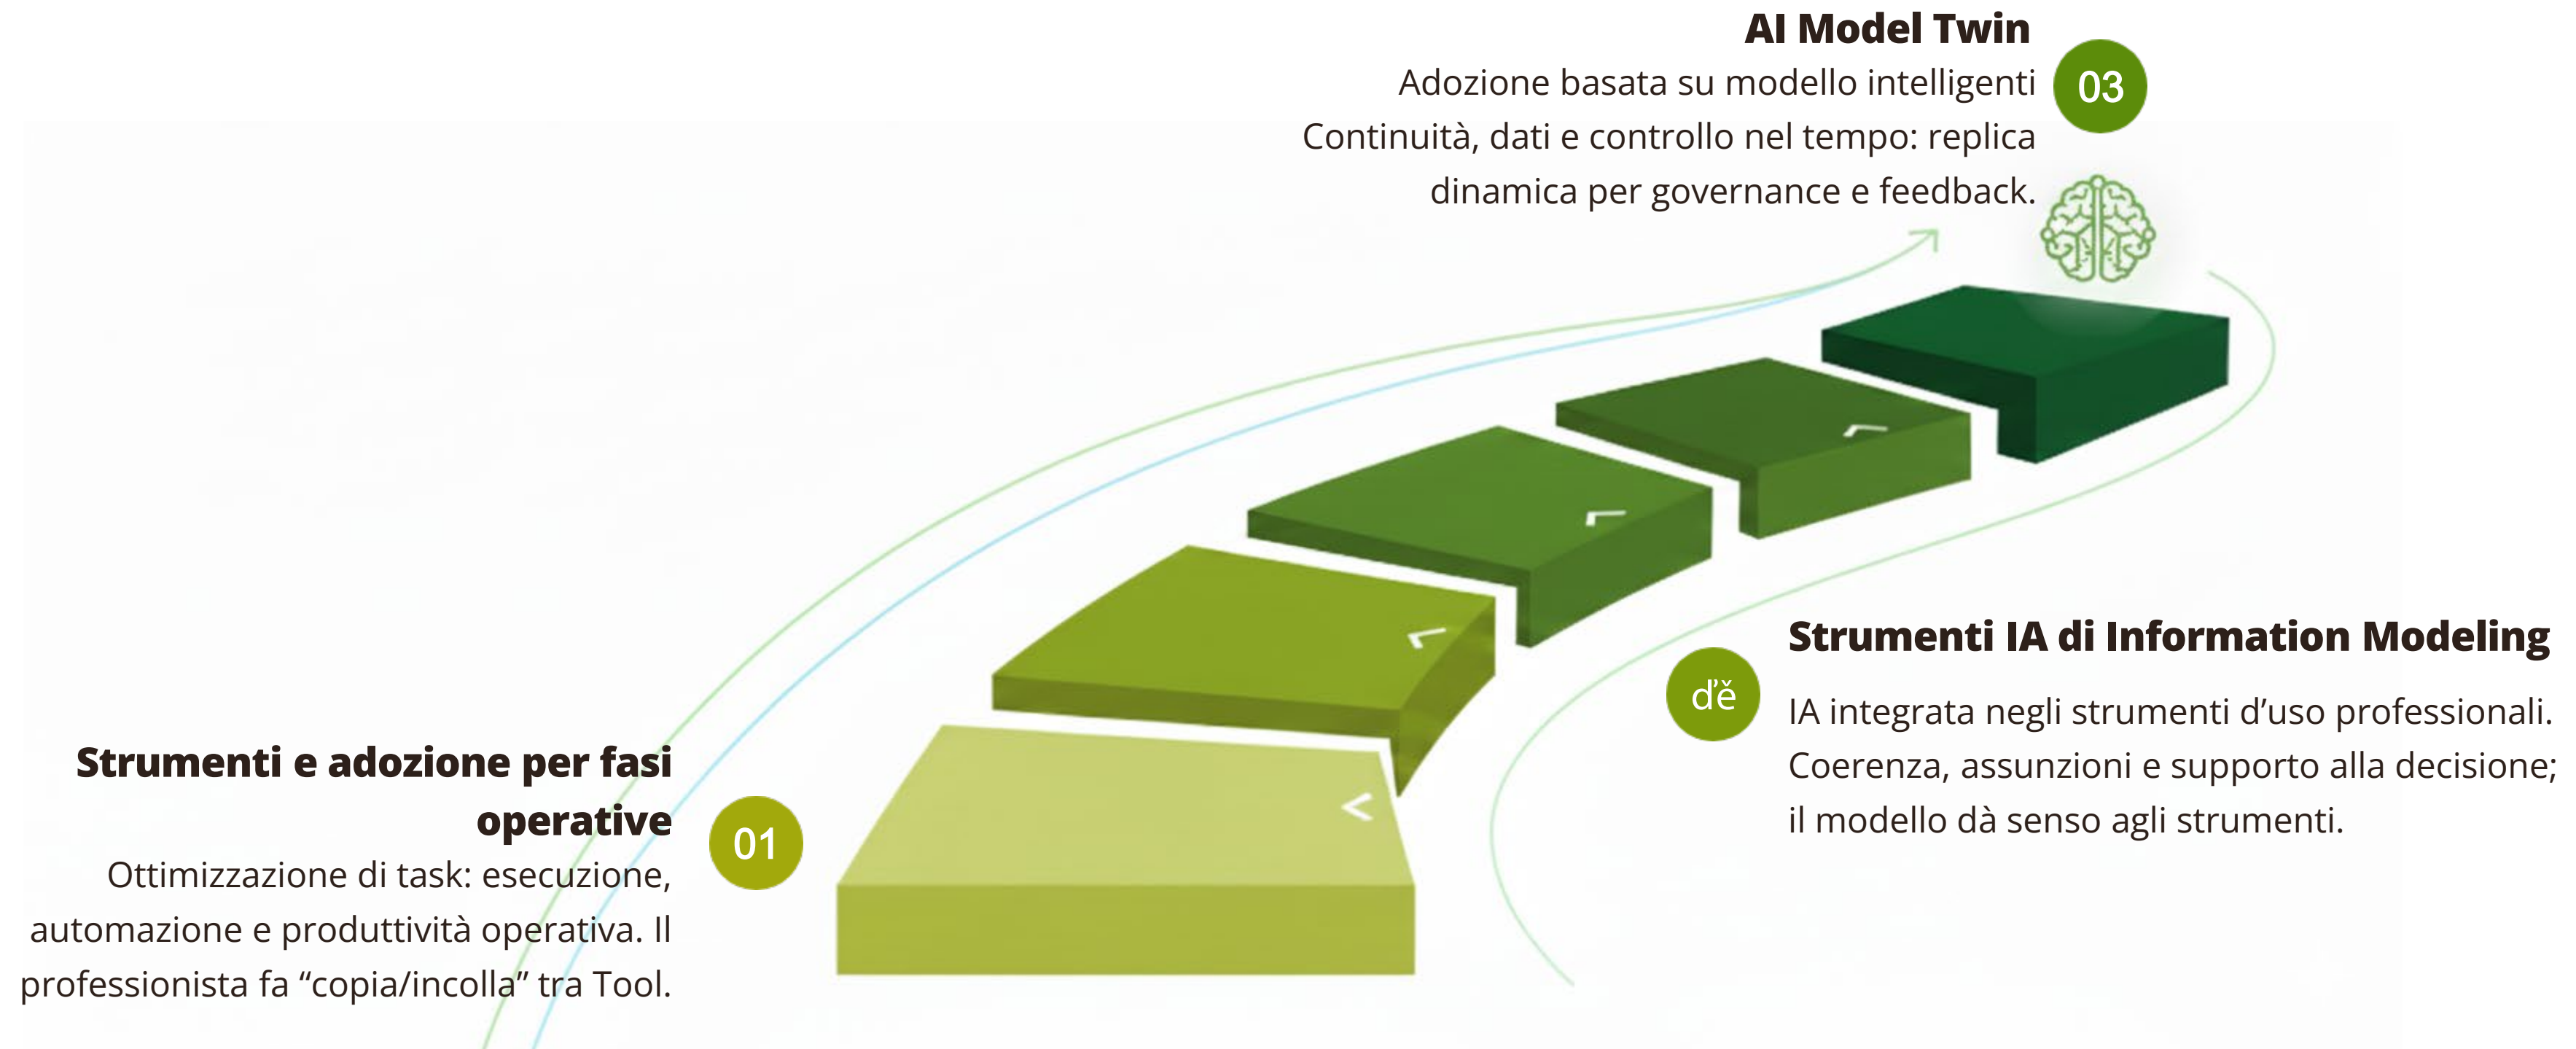 AI Model Twin
03
Adozione basata su modello intelligenti
Continuità, dati e controllo nel tempo: replica
dinamica per governance e feedback.
Strumenti IA di Information Modeling
ďě
IA integrata negli strumenti d’uso professionali.
Coerenza, assunzioni e supporto alla decisione;
il modello dà senso agli strumenti.
Strumenti e adozione per fasi
operative
01
Ottimizzazione di task: esecuzione,
automazione e produttività operativa. Il
professionista fa “copia/incolla” tra Tool.